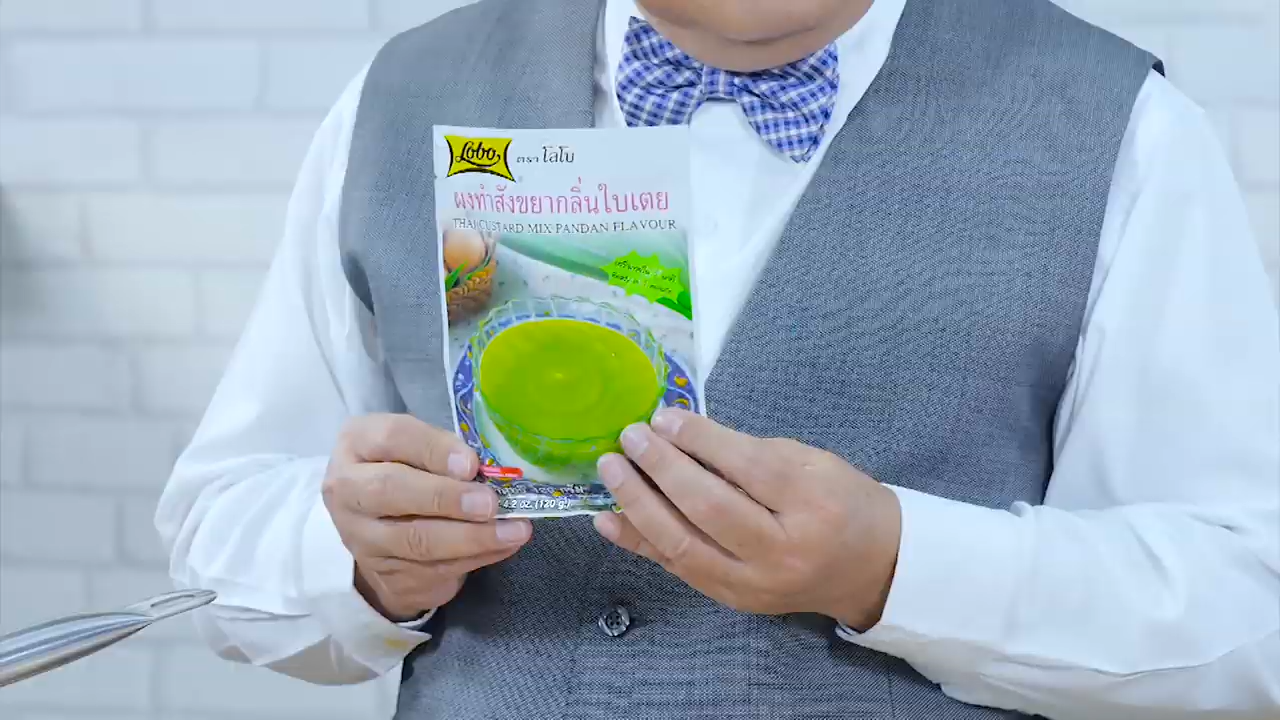 Lobo
ตรา โลโบ
ผงทำสังขยากลิ่นใบเตย
THAI CUSTARD MIX PANDAN FLAVOUR
4.2 oz. (120 g.)